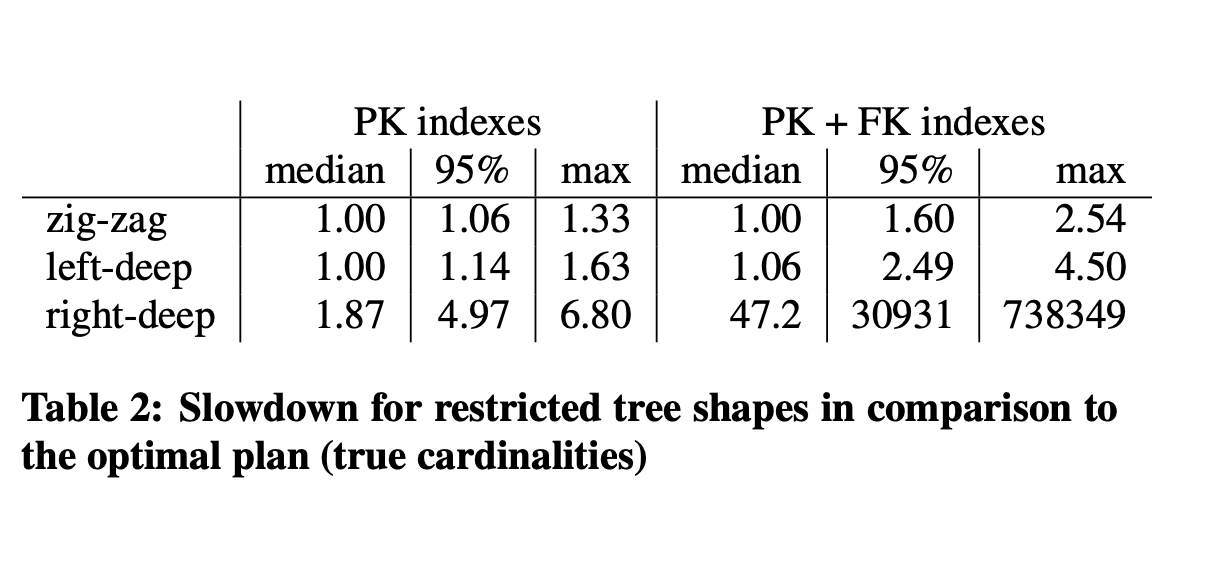 PK indexes PK + FK indexes
median 95% max median 95% max
zig-zag 1.00 1.06 1.33 1.00 1.60 2.54
left-deep 1.00 1.14 1.63 1.06 2.49 4.50
right-deep 1.87 4.97 6.80 47.2 30931 738349
Table 2: Slowdown for restricted tree shapes in comparison to
the optimal plan (true cardinalities)